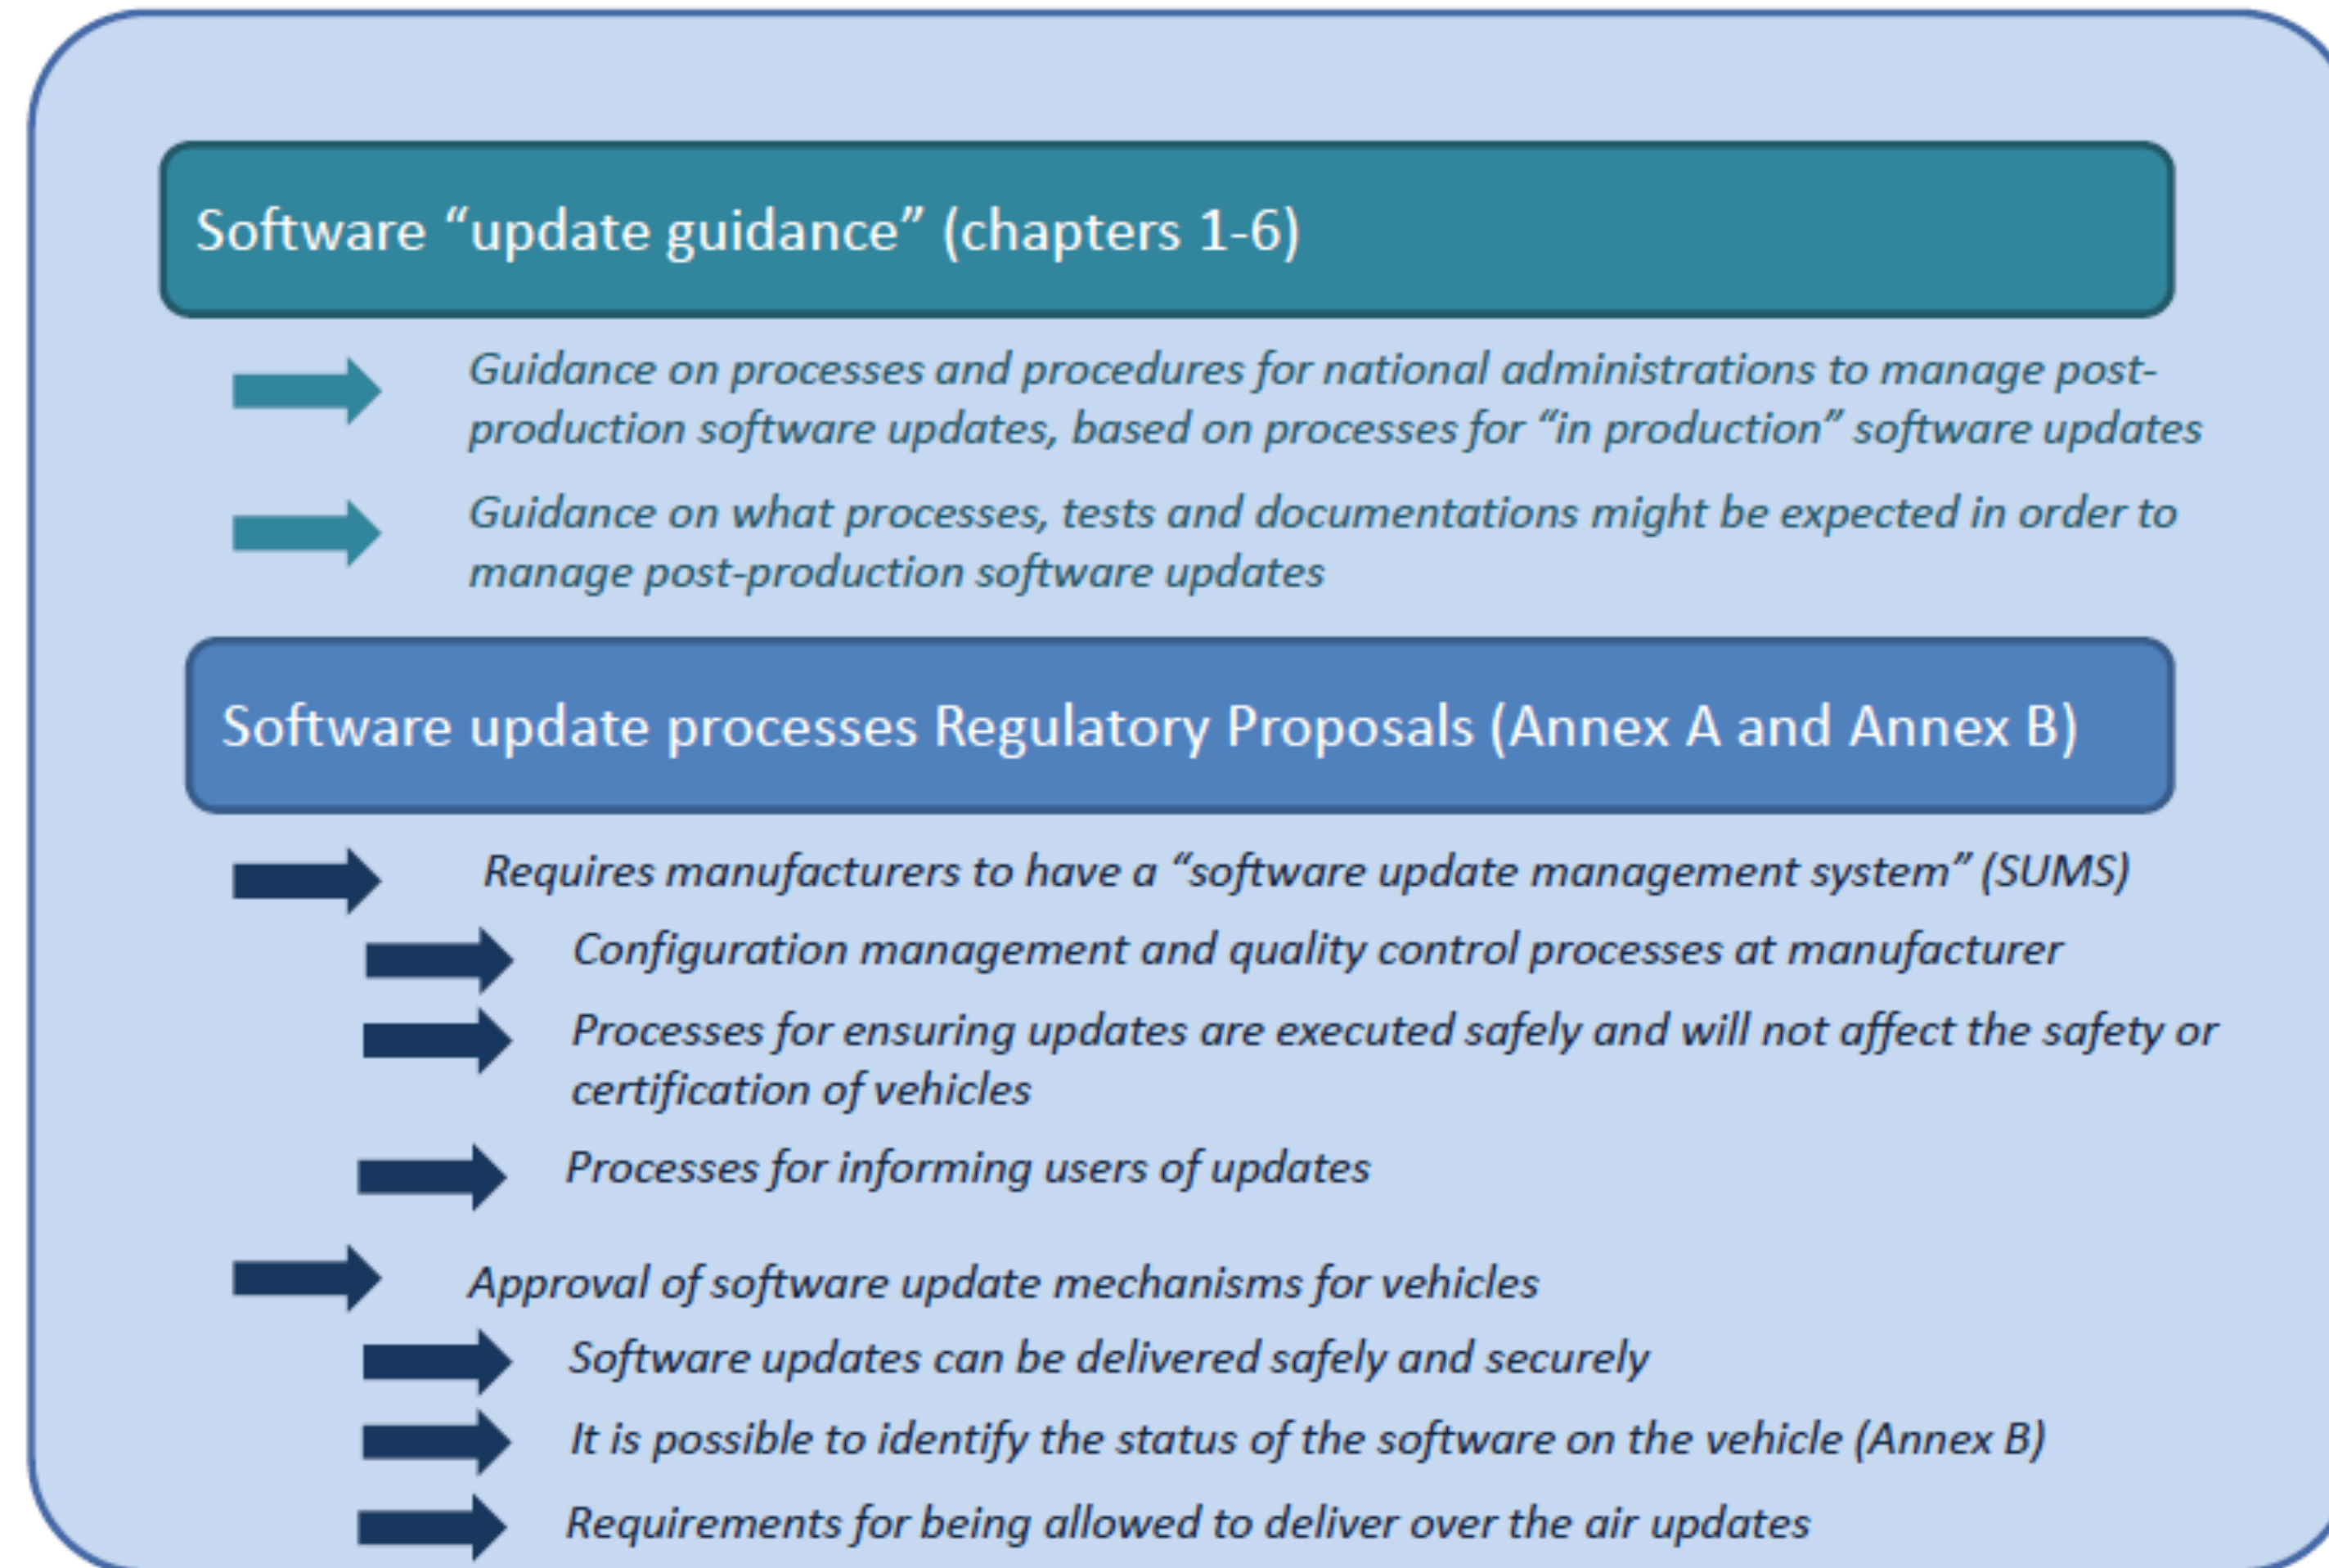 Software “update guidance” (chapters 1-6)
Guidance on processes and procedures for national administrations to manage post-
production software updates, based on processes for “in production” software updates
Guidance on what processes, tests and documentations might be expected in order to
manage post-production software updates
Software update processes Regulatory Proposals (Annex A and Annex B)
Requires manufacturers to have a “software update management system” (SUMS)
Configuration management and quality control processes at manufacturer
Processes for ensuring updates are executed safely and will not affect the safety or
certification of vehicles
Processes for informing users of updates
Approval of software update mechanisms for vehicles
Software updates can be delivered safely and securely
It is possible to identify the status of the software on the vehicle (Annex B)
Requirements for being allowed to deliver over the air updates